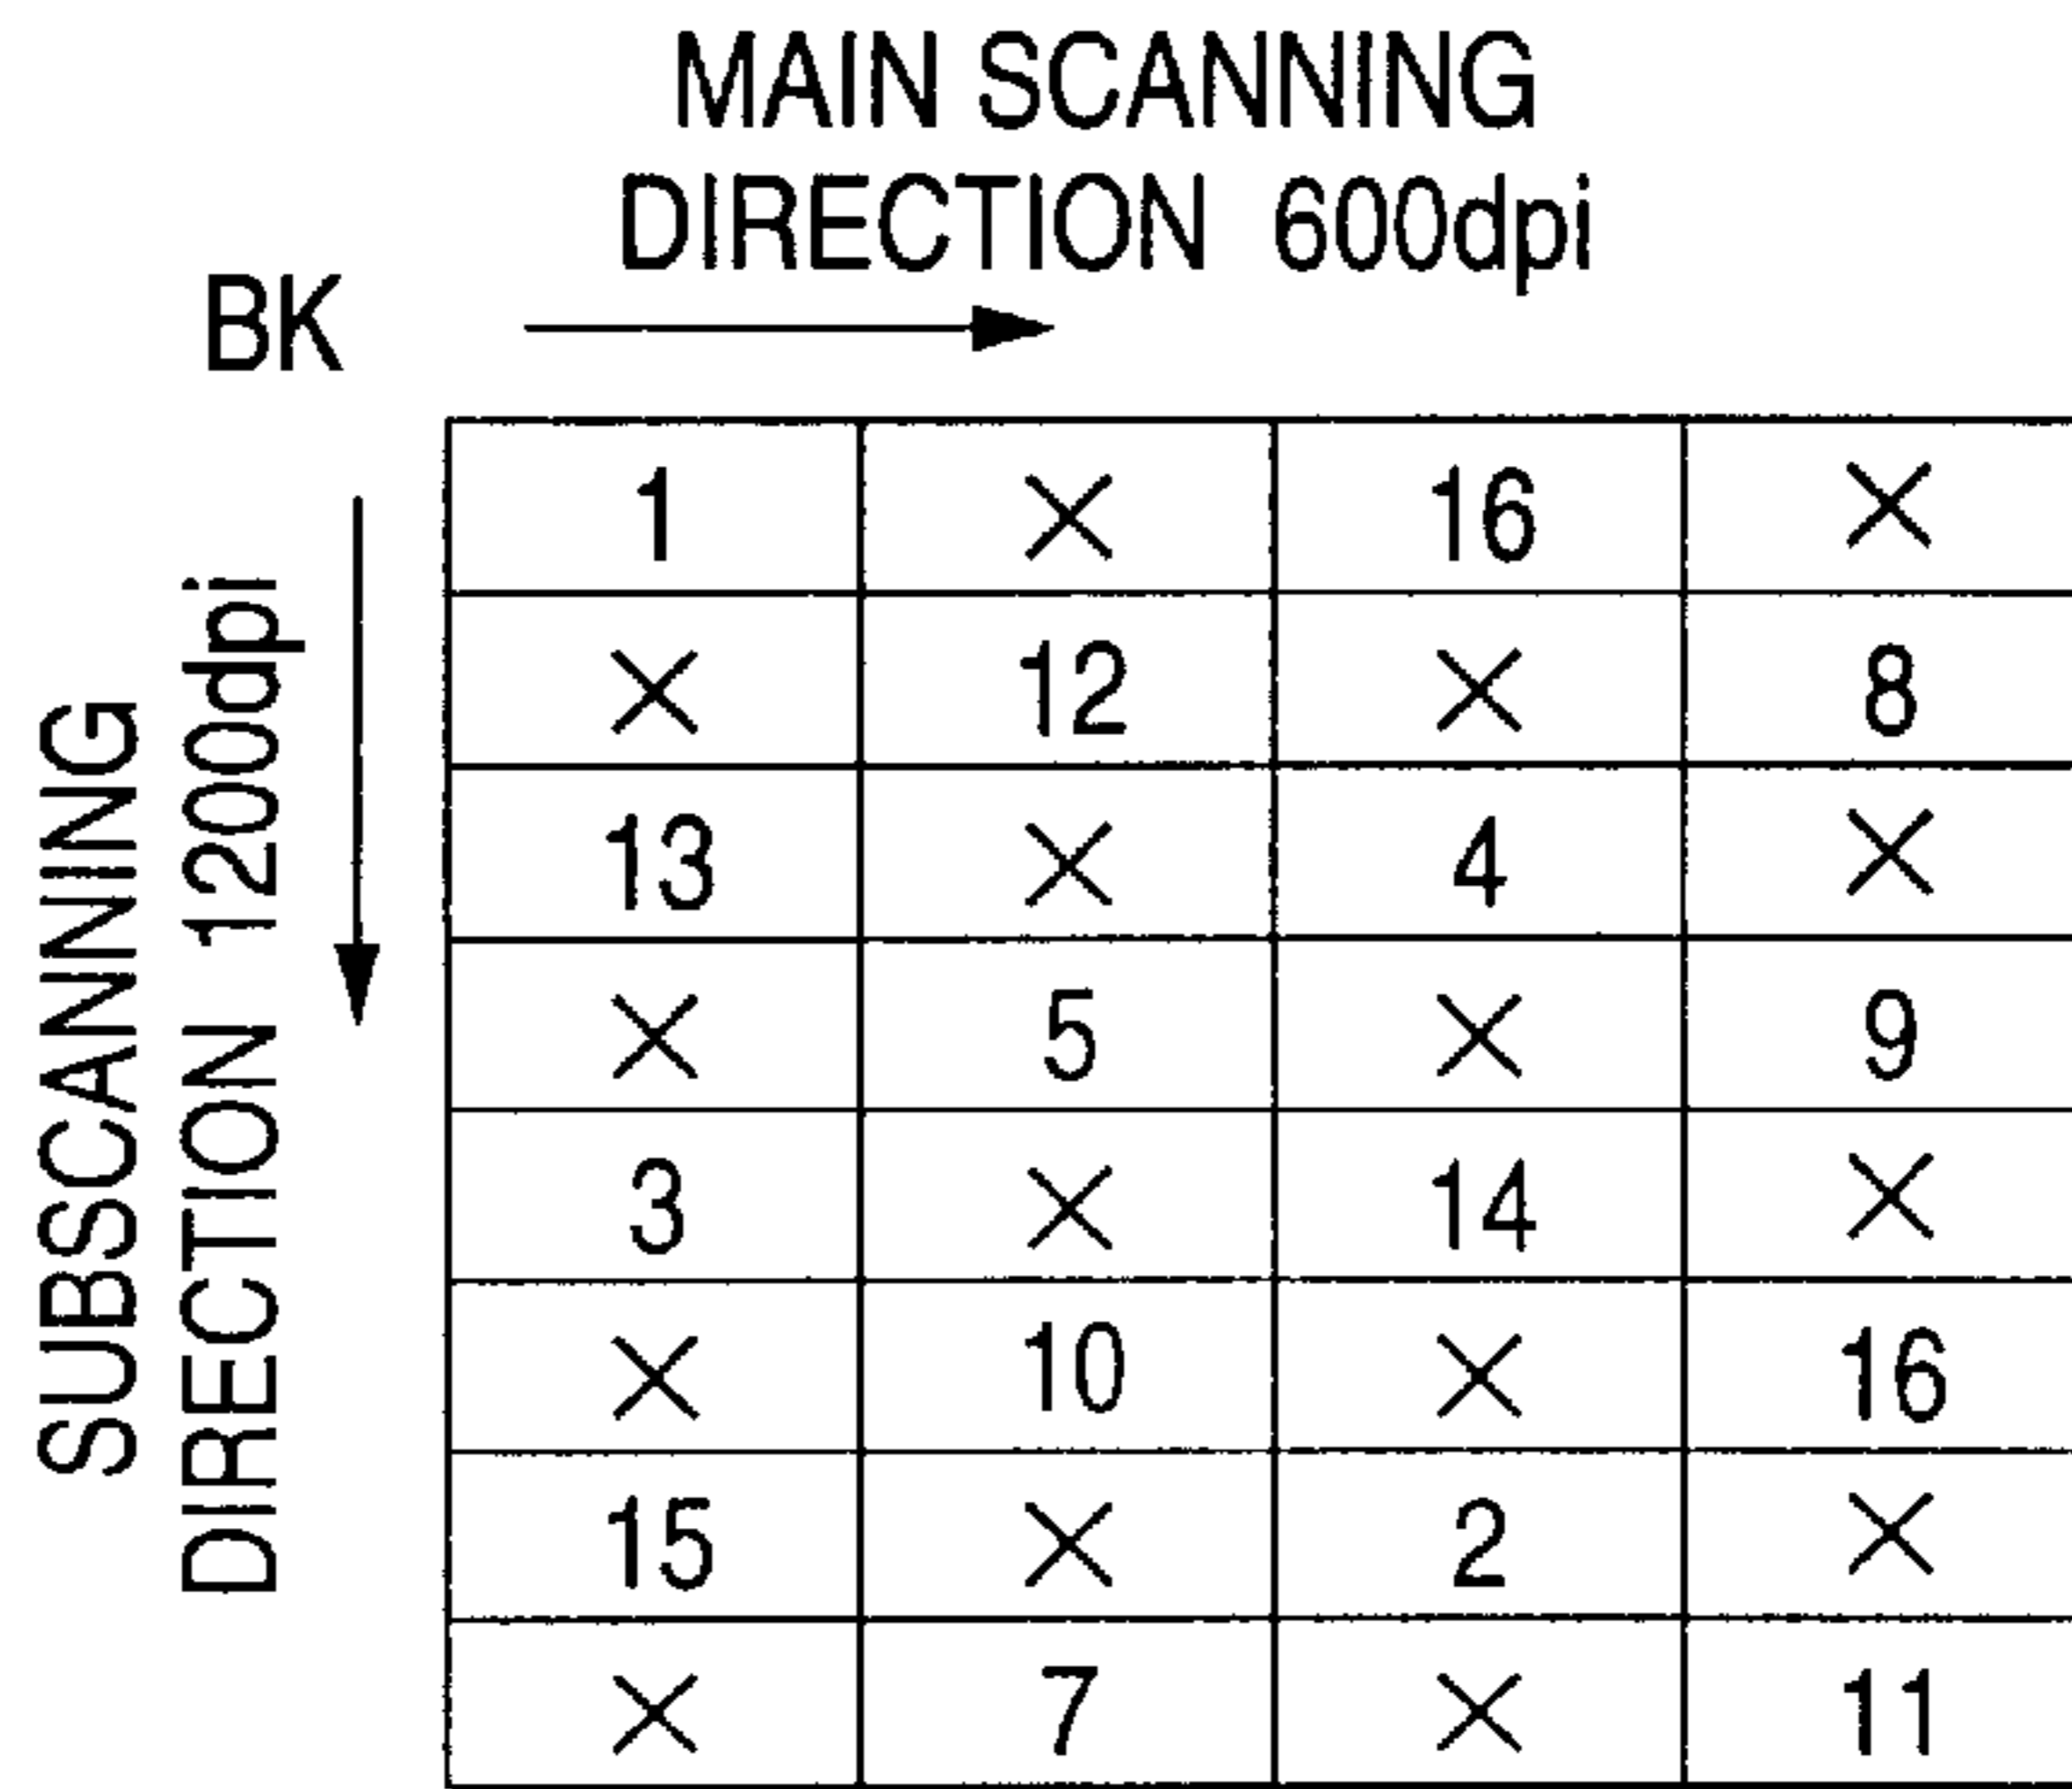 MAIN SCANNING
DIRECTION 600dpi
BK
SUBSCANNING
DIRECTION 1200dpi
1 × 16 ×
× 12 × 8
13 × 4 ×
× 5 × 9
3 × 14 ×
× 10 × 16
15 × 2 ×
× 7 × 11